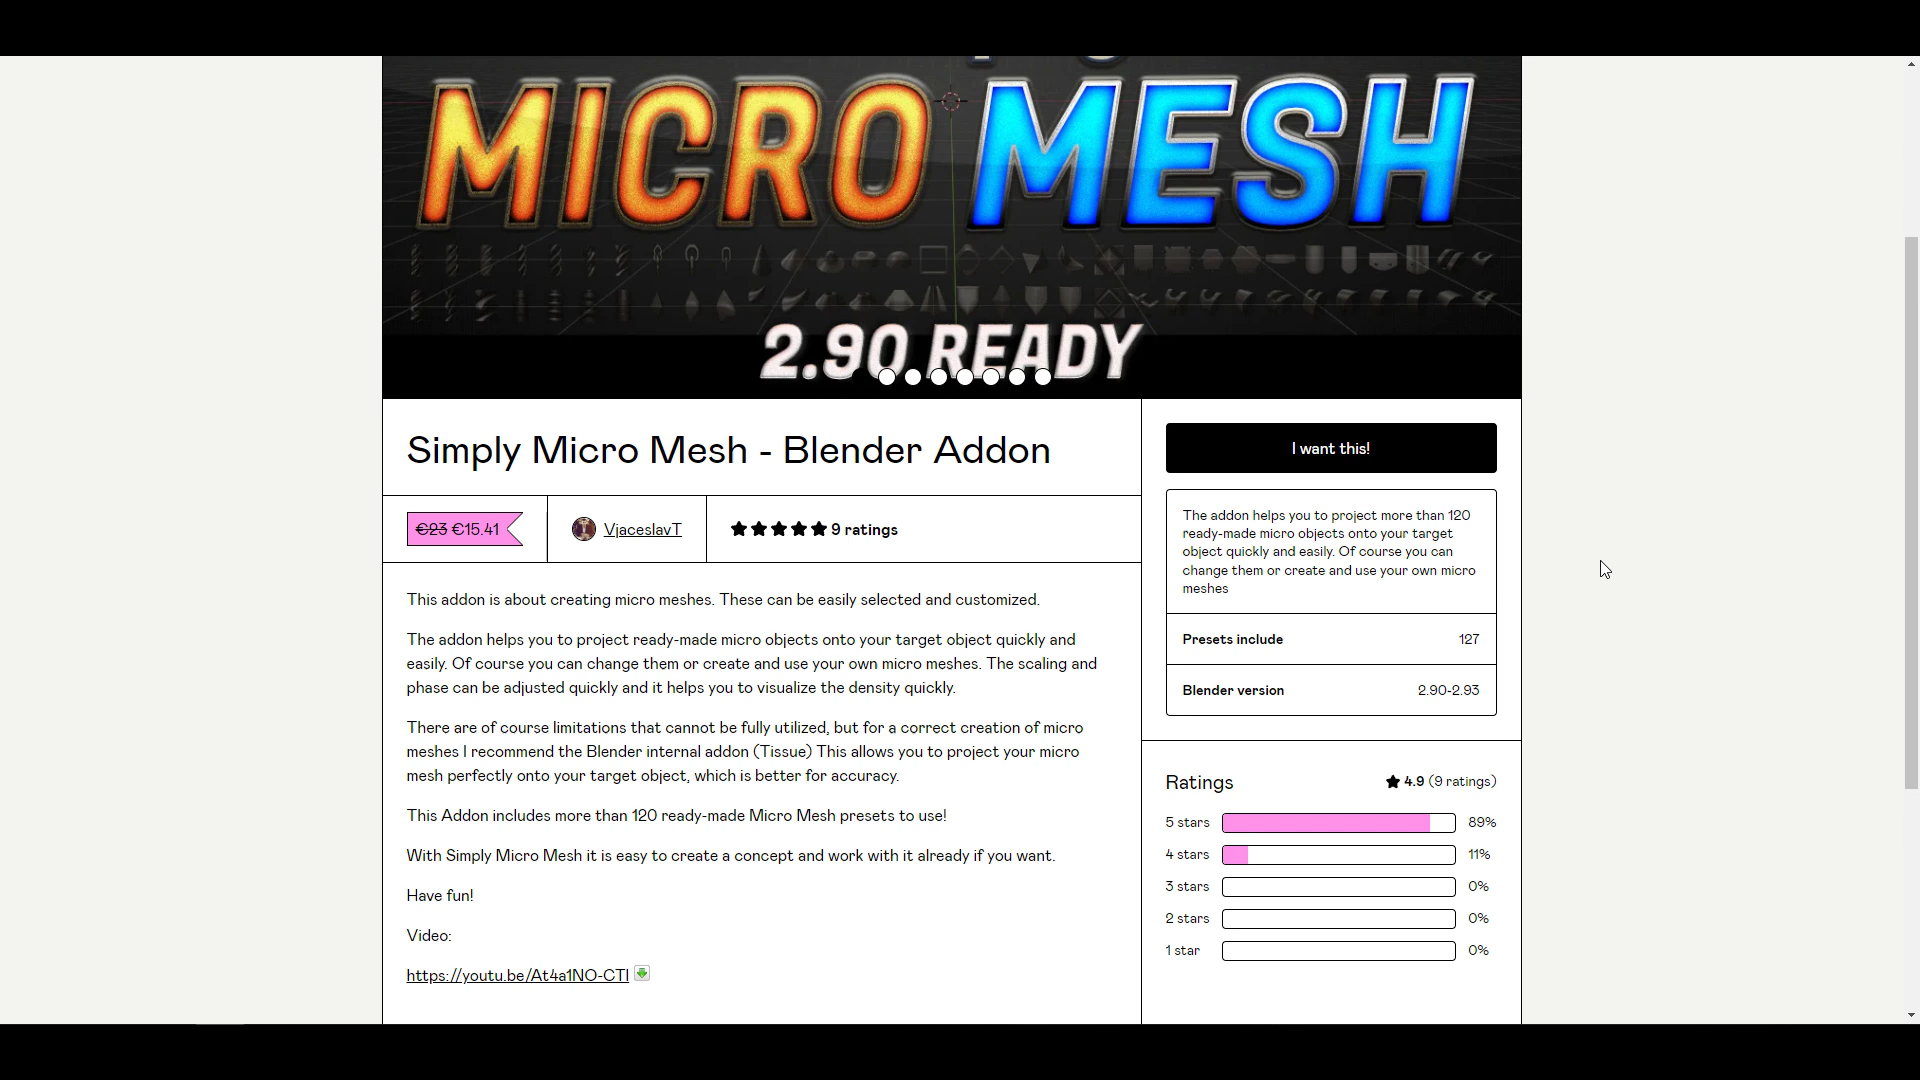 MICRO MESH
2.90 READY
Simply Micro Mesh - Blender Addon
€23 €15.41
VjaceslavT
9 ratings
This addon is about creating micro meshes. These can be easily selected and customized.
The addon helps you to project ready-made micro objects onto your target object quickly and
easily. Of course you can change them or create and use your own micro meshes. The scaling and
phase can be adjusted quickly and it helps you to visualize the density quickly.
There are of course limitations that cannot be fully utilized, but for a correct creation of micro
meshes I recommend the Blender internal addon (Tissue) This allows you to project your micro
mesh perfectly onto your target object, which is better for accuracy.
This Addon includes more than 120 ready-made Micro Mesh presets to use!
With Simply Micro Mesh it is easy to create a concept and work with it already if you want.
Have fun!
Video:
https://youtu.be/At4a1NO-CTI
I want this!
The addon helps you to project more than 120
ready-made micro objects onto your target
object quickly and easily. Of course you can
change them or create and use your own micro
meshes
Presets include 127
Blender version 2.90-2.93
Ratings 4.9 (9 ratings)
5 stars 89%
4 stars 11%
3 stars 0%
2 stars 0%
1 star 0%